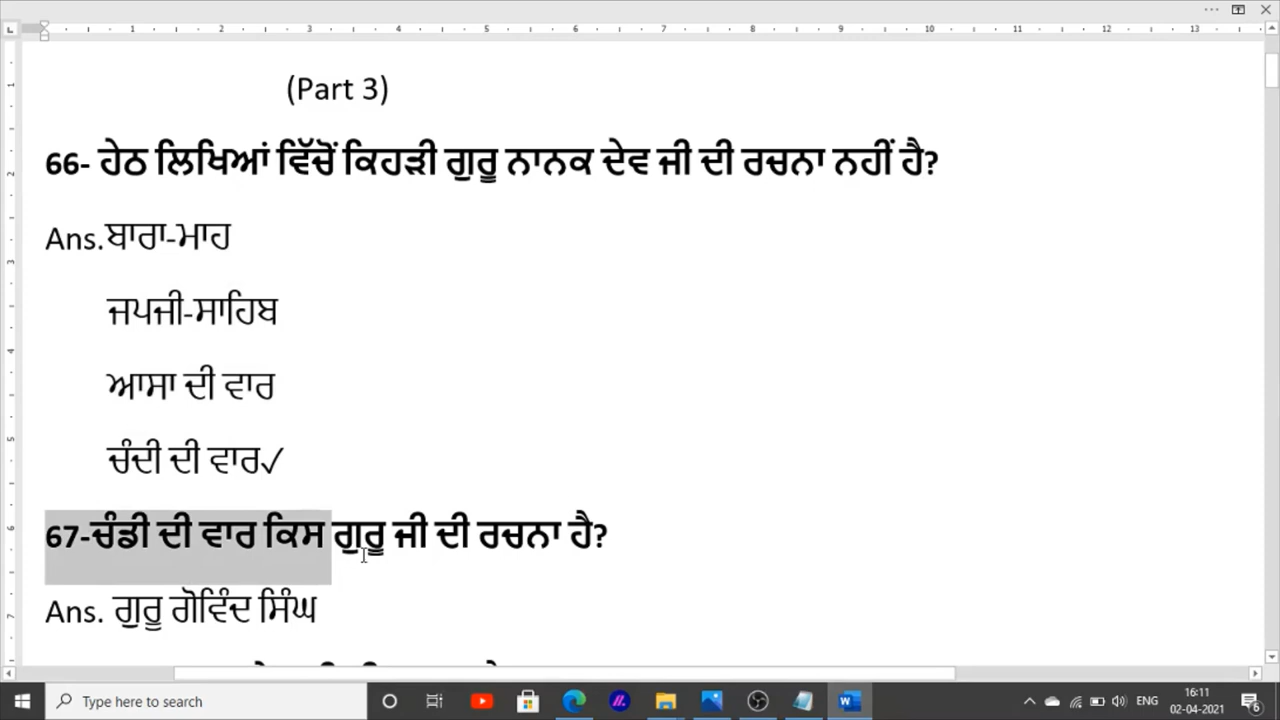 (Part 3)
66- ਹੇਠ ਲਿਖਿਆਂ ਵਿੱਚੋਂ ਕਿਹੜੀ ਗੁਰੂ ਨਾਨਕ ਦੇਵ ਜੀ ਦੀ ਰਚਨਾ ਨਹੀਂ ਹੈ?
Ans.ਬਾਰਾ-ਮਾਹ
ਜਪਜੀ-ਸਾਹਿਬ
ਆਸਾ ਦੀ ਵਾਰ
ਚੰਦੀ ਦੀ ਵਾਰ✓
67-ਚੰਡੀ ਦੀ ਵਾਰ ਕਿਸ ਗੁਰੂ ਜੀ ਦੀ ਰਚਨਾ ਹੈ?
Ans. ਗੁਰੂ ਗੋਵਿੰਦ ਸਿੰਘ
Type here to search
ENG
16:11
02-04-2021
6